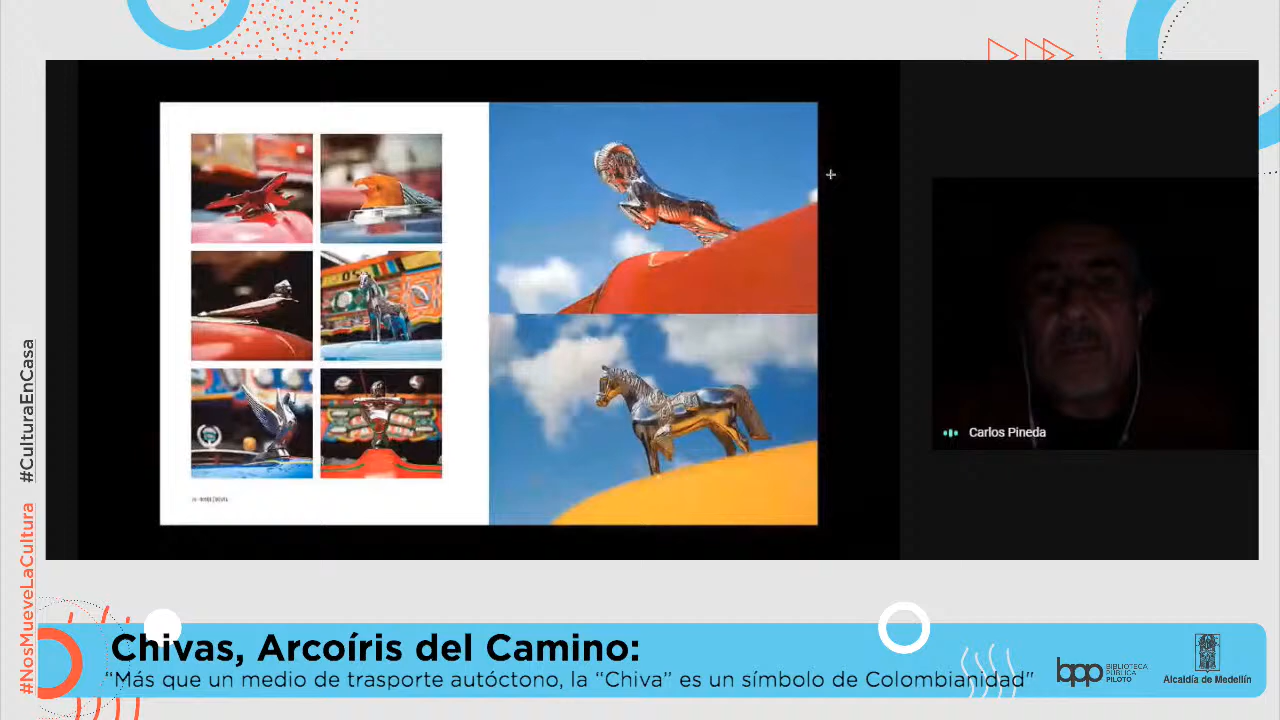 #NosMueveLaCultura #CulturaEnCasa
Carlos Pineda
Chivas, Arcoíris del Camino:
“Más que un medio de trasporte autóctono, la “Chiva” es un símbolo de Colombianidad"
bpp
BIBLIOTECA
PÚBLICA
PILOTO
Alcaldía de Medellín